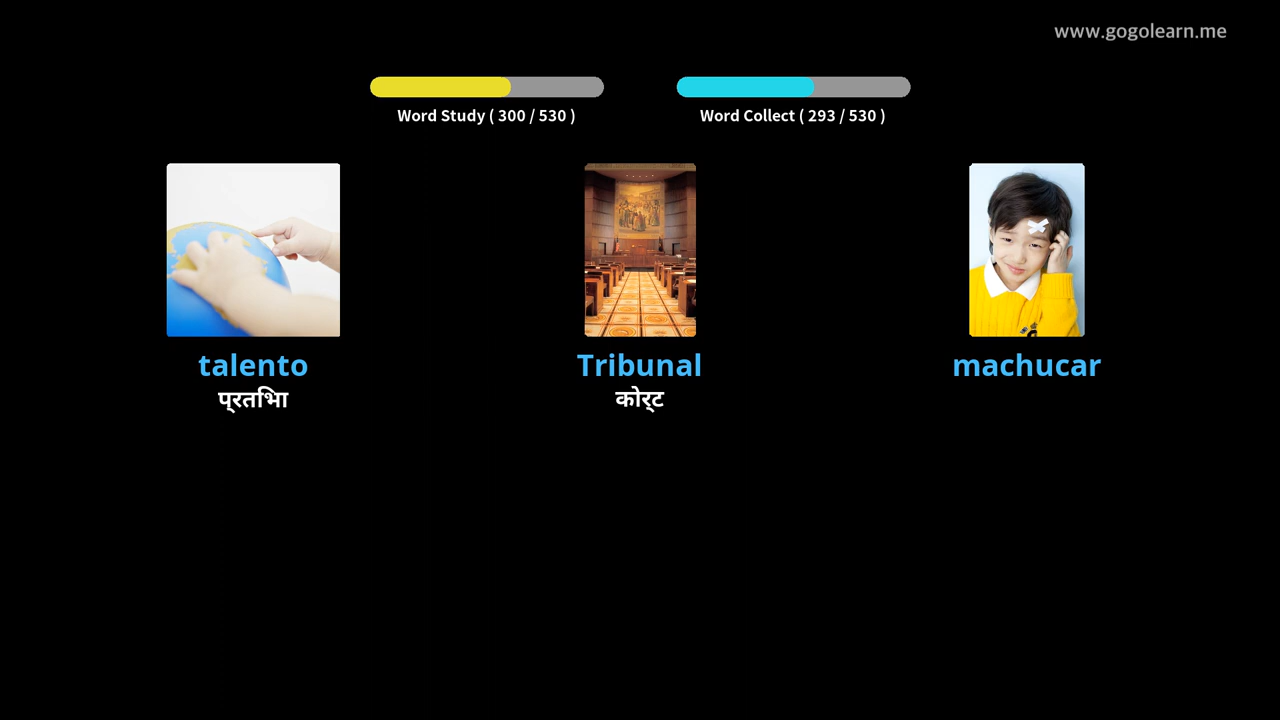 www.gogolearn.me
Word Study ( 300 / 530 )
Word Collect ( 293 / 530 )
talento
Tribunal
machucar
प्रतिभा
कोर्ट